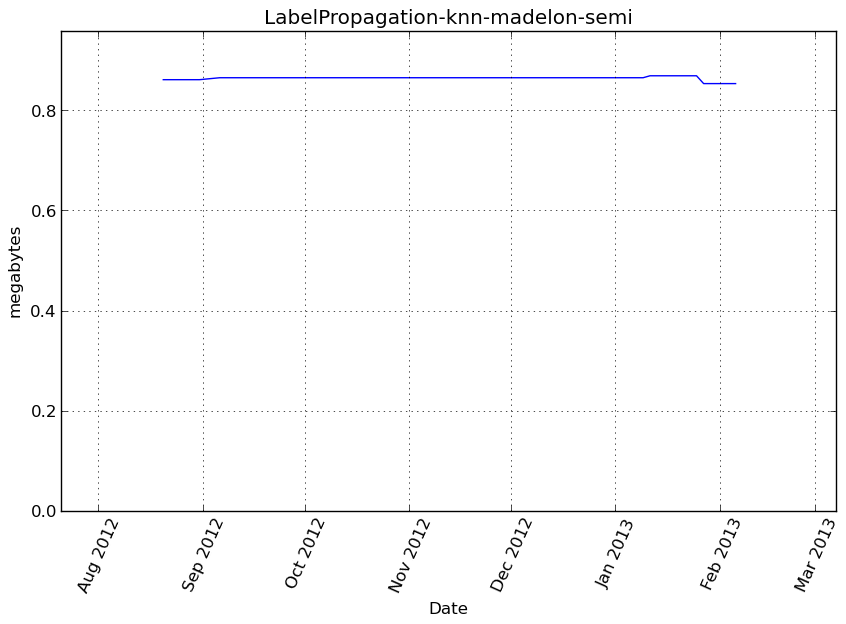 LabelPropagation-knn-madelon-semi
megabytes
0.8
0.6
0.4
0.2
0.0
Aug 2012
Sep 2012
Oct 2012
Nov 2012
Dec 2012
Jan 2013
Feb 2013
Mar 2013
Date